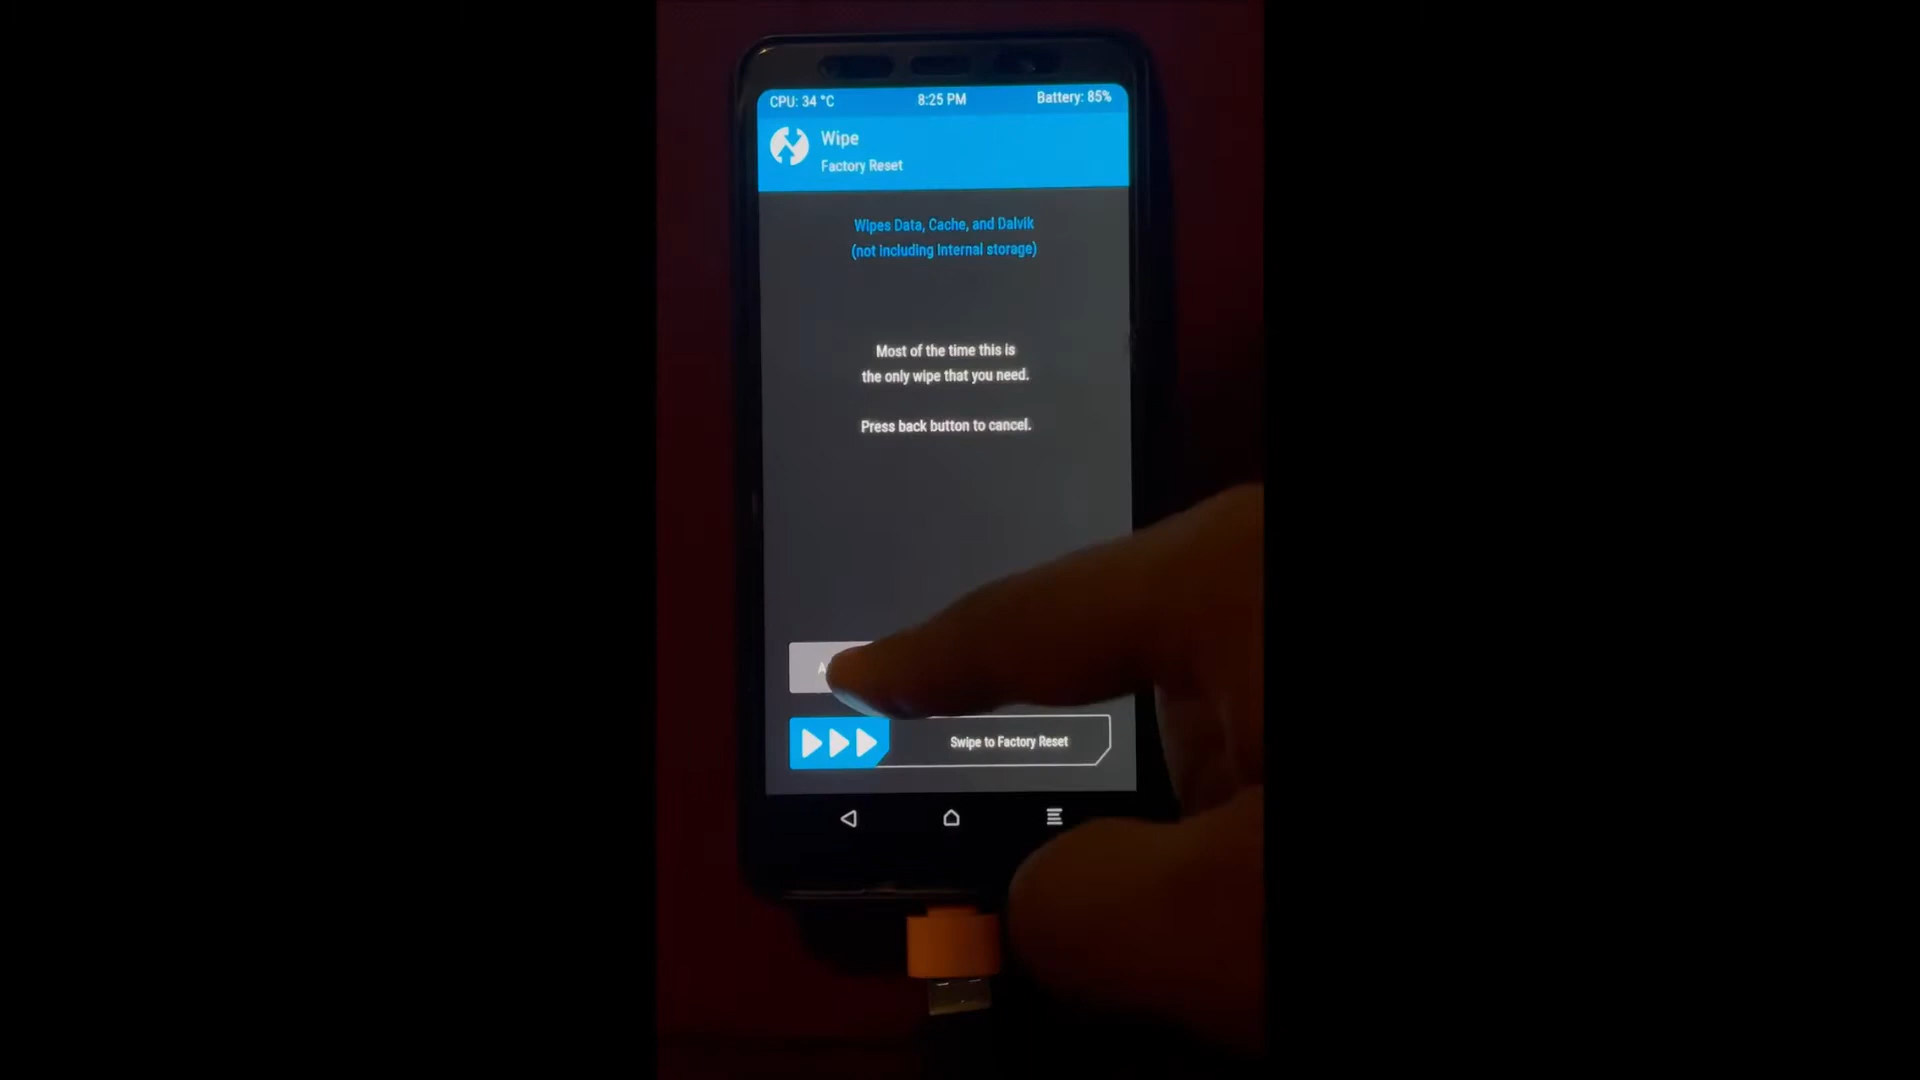 CPU: 34 °C 8:25 PM Battery: 85%
Wipe
Factory Reset
Wipes Data, Cache, and Dalvik
(not including internal storage)
Most of the time this is
the only wipe that you need.
Press back button to cancel.
Swipe to Factory Reset